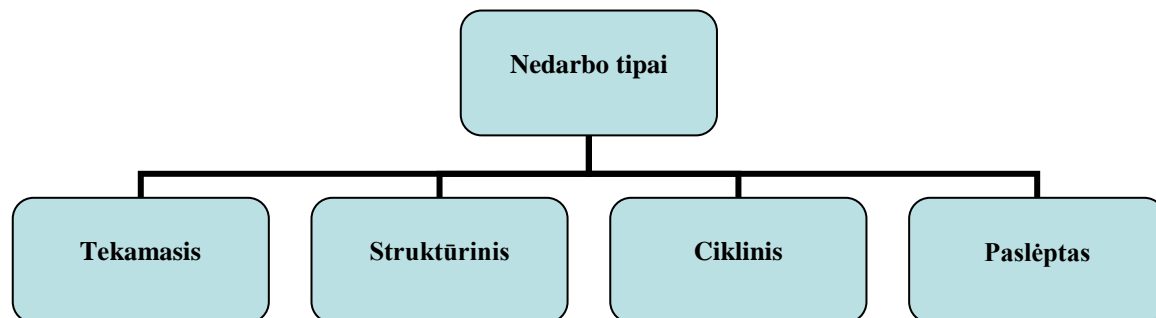 Nedarbo tipai
Tekamasis
Struktūrinis
Ciklinis
Paslėptas